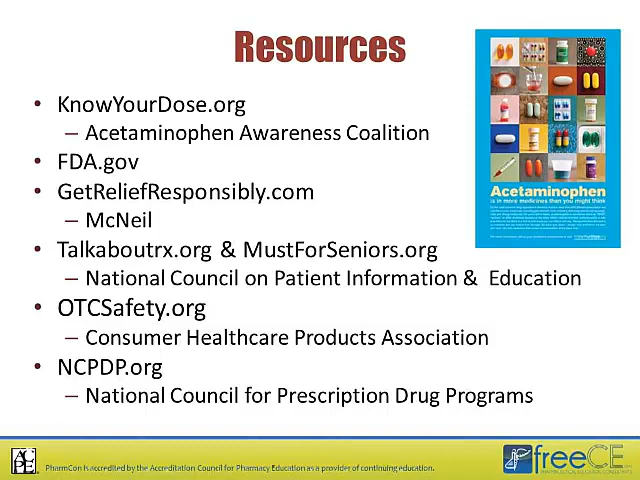 Resources
• KnowYourDose.org
– Acetaminophen Awareness Coalition
• FDA.gov
• GetReliefResponsibly.com
– McNeil
• Talkaboutrx.org & MustForSeniors.org
– National Council on Patient Information & Education
• OTCSafety.org
– Consumer Healthcare Products Association
• NCPDP.org
– National Council for Prescription Drug Programs
Acetaminophen
is in more medicines than you might think
PharmCon is accredited by the Accreditation Council for Pharmacy Education as a provider of continuing education.
freeCE